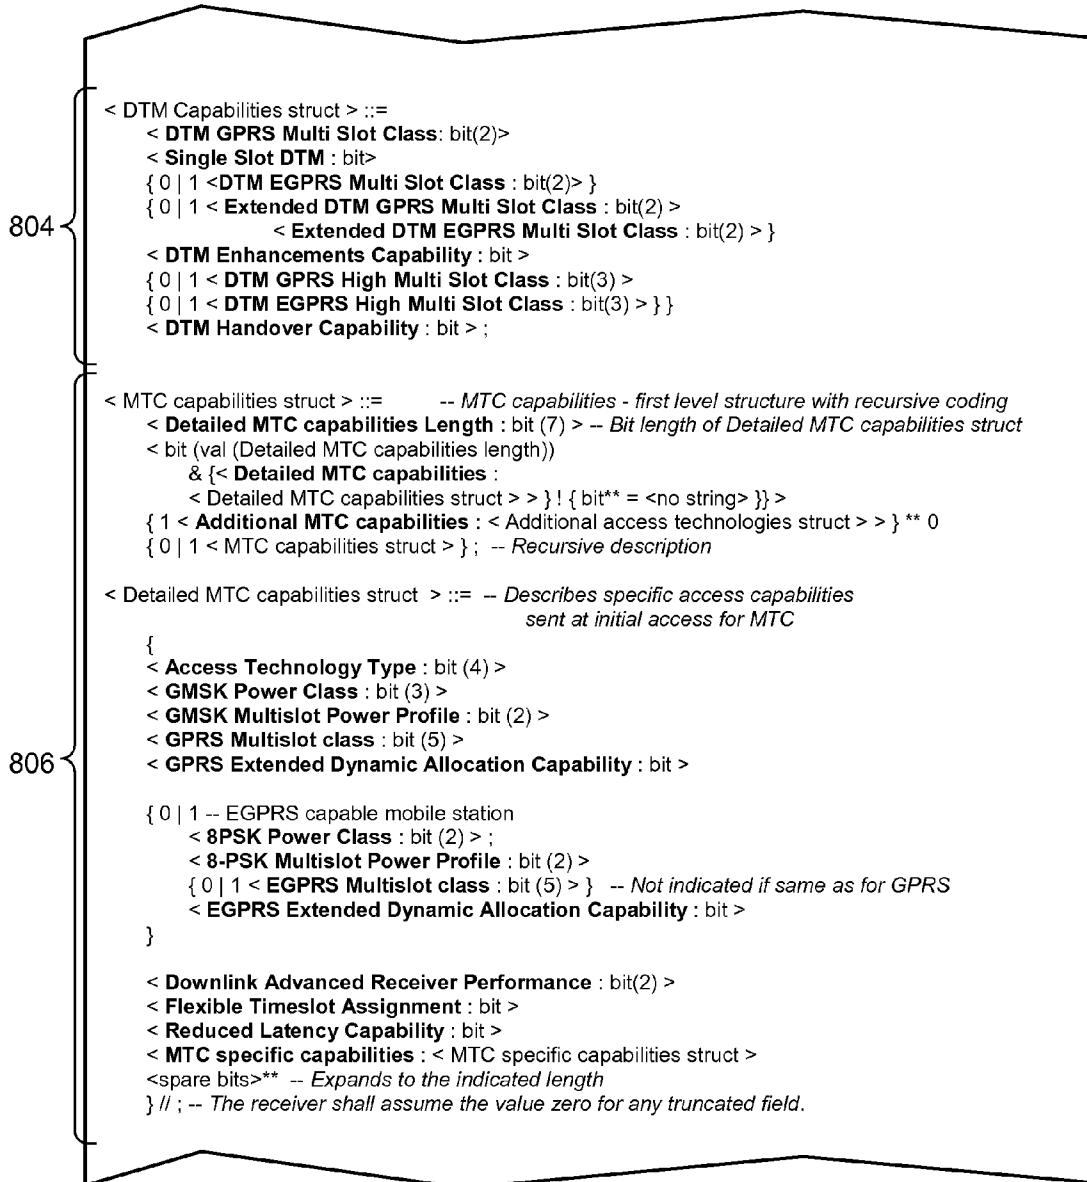 < DTM Capabilities struct > ::=
< DTM GPRS Multi Slot Class: bit(2)>
< Single Slot DTM : bit>
{ 0 | 1 <DTM EGPRS Multi Slot Class : bit(2)> }
{ 0 | 1 < Extended DTM GPRS Multi Slot Class : bit(2) >
< Extended DTM EGPRS Multi Slot Class : bit(2) > }
804
< DTM Enhancements Capability : bit >
{ 0 | 1 < DTM GPRS High Multi Slot Class : bit(3) >
{ 0 | 1 < DTM EGPRS High Multi Slot Class : bit(3) > } }
< DTM Handover Capability : bit > ;
< MTC capabilities struct > ::= -- MTC capabilities - first level structure with recursive coding
< Detailed MTC capabilities Length : bit (7) > -- Bit length of Detailed MTC capabilities struct
< bit (val (Detailed MTC capabilities length))
& {< Detailed MTC capabilities :
< Detailed MTC capabilities struct > > } ! { bit** = <no string> }} >
{ 1 < Additional MTC capabilities : < Additional access technologies struct > > } ** 0
{ 0 | 1 < MTC capabilities struct > } ; -- Recursive description
< Detailed MTC capabilities struct > ::= -- Describes specific access capabilities
sent at initial access for MTC
{
< Access Technology Type : bit (4) >
< GMSK Power Class : bit (3) >
< GMSK Multislot Power Profile : bit (2) >
< GPRS Multislot class : bit (5) >
806
< GPRS Extended Dynamic Allocation Capability : bit >
{ 0 | 1 -- EGPRS capable mobile station
< 8PSK Power Class : bit (2) > ;
< 8-PSK Multislot Power Profile : bit (2) >
{ 0 | 1 < EGPRS Multislot class : bit (5) > } -- Not indicated if same as for GPRS
< EGPRS Extended Dynamic Allocation Capability : bit >
}
< Downlink Advanced Receiver Performance : bit(2) >
< Flexible Timeslot Assignment : bit >
< Reduced Latency Capability : bit >
< MTC specific capabilities : < MTC specific capabilities struct >
<spare bits>** -- Expands to the indicated length
} // ; -- The receiver shall assume the value zero for any truncated field.